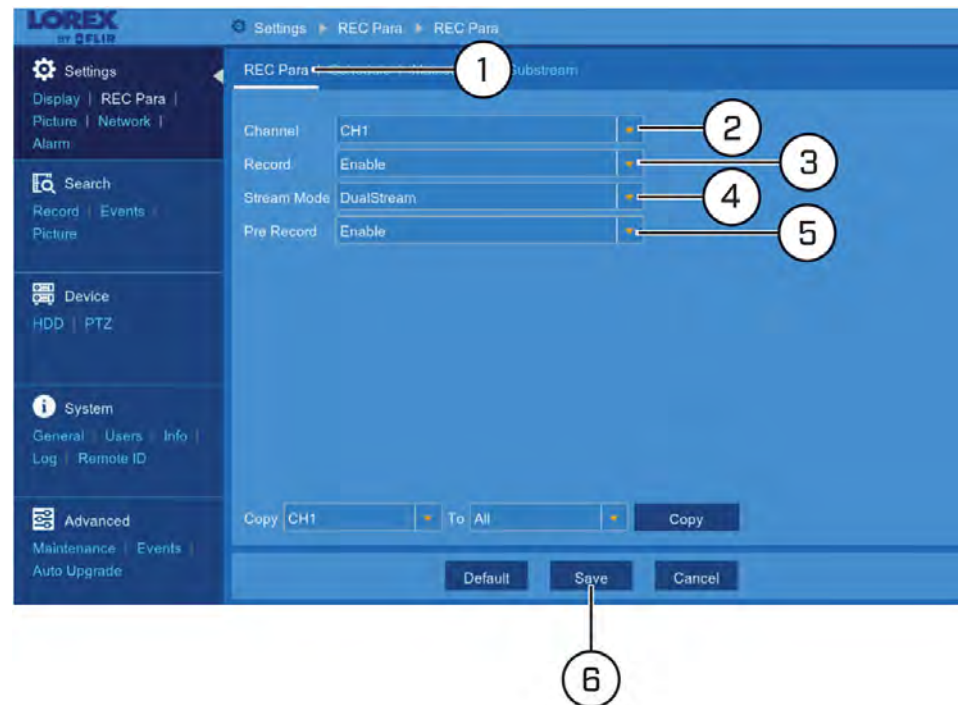 LOREX
BY FLIR
Settings REC Para REC Para
Settings
Display | REC Para |
Picture | Network |
Alarm
Search
Record | Events |
Picture
Device
HDD | PTZ
System
General | Users | Info |
Log | Remote ID
Advanced
Maintenance | Events |
Auto Upgrade
REC Para Substream
1
Channel CH1
2
Record Enable
3
Stream Mode DualStream
4
Pre Record Enable
5
Copy CH1 To All Copy
Default Save Cancel
6